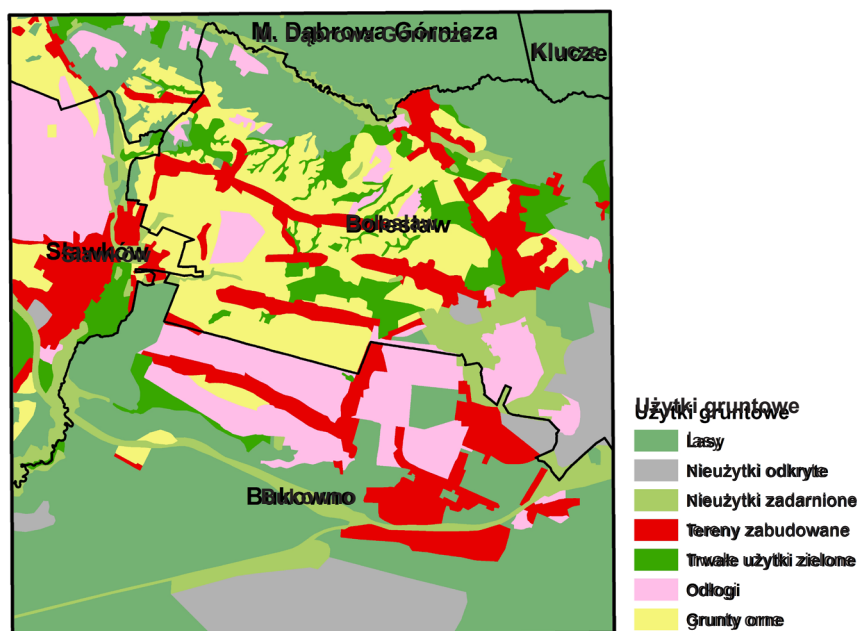 M. Dąbrowa Górnicza
Klucze
Bolesław
Sławków
Bukowno
Użytki gruntowe
Lasy
Nieużytki odkryte
Nieużytki zadarnione
Tereny zabudowane
Trwałe użytki zielone
Odłogi
Grunty orne